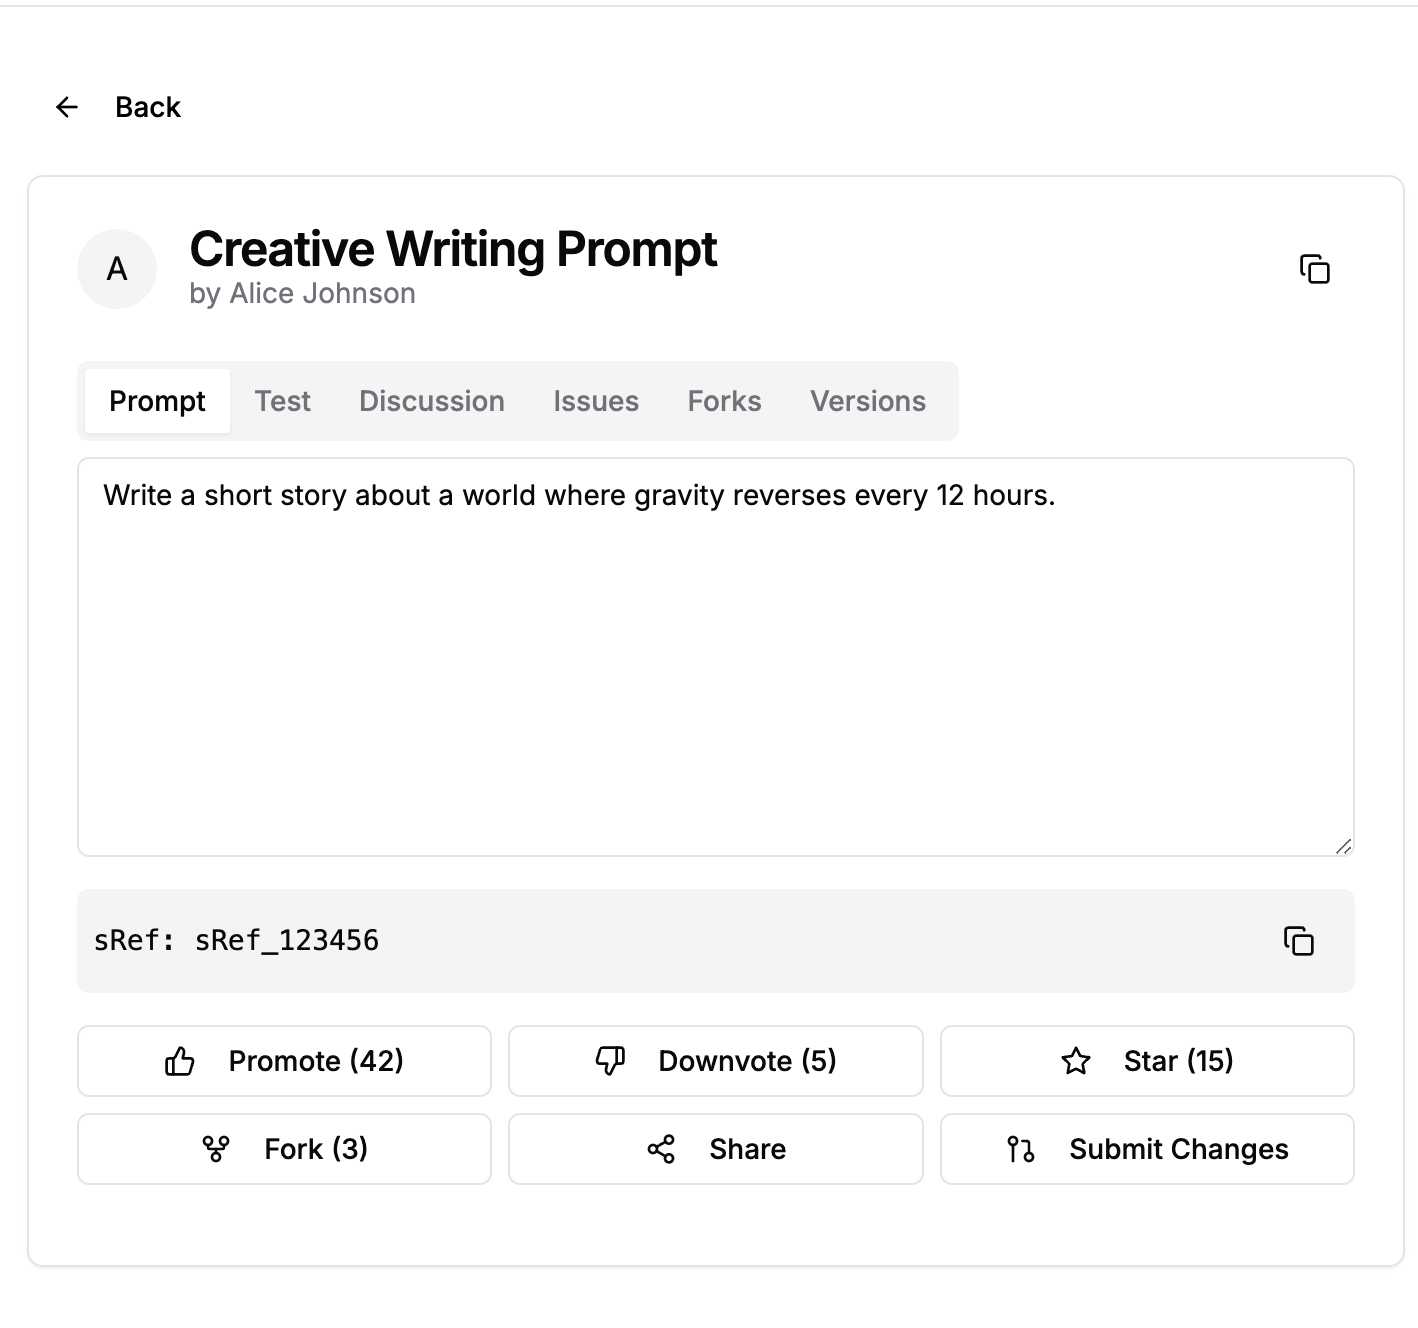 Back
A
Creative Writing Prompt
by Alice Johnson
Prompt Test Discussion Issues Forks Versions
Write a short story about a world where gravity reverses every 12 hours.
sRef: sRef_123456
Promote (42) Downvote (5) Star (15)
Fork (3) Share Submit Changes